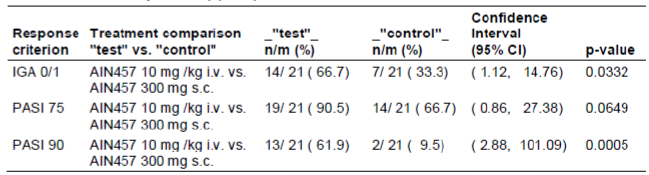 Confidence
Response Treatment comparison _"test"_ _"control"_ Interval
criterion "test" vs. "control" n/m (%) n/m (%) (95% CI) p-value
IGA 0/1 AIN457 10 mg /kg i.v. vs. 14/ 21 ( 66.7) 7/ 21 ( 33.3) ( 1.12, 14.76) 0.0332
AIN457 300 mg s.c.
PASI 75 AIN457 10 mg /kg i.v. vs. 19/ 21 ( 90.5) 14/ 21 ( 66.7) ( 0.86, 27.38) 0.0649
AIN457 300 mg s.c.
PASI 90 AIN457 10 mg /kg i.v. vs. 13/ 21 ( 61.9) 2/ 21 ( 9.5) ( 2.88, 101.09) 0.0005
AIN457 300 mg s.c.